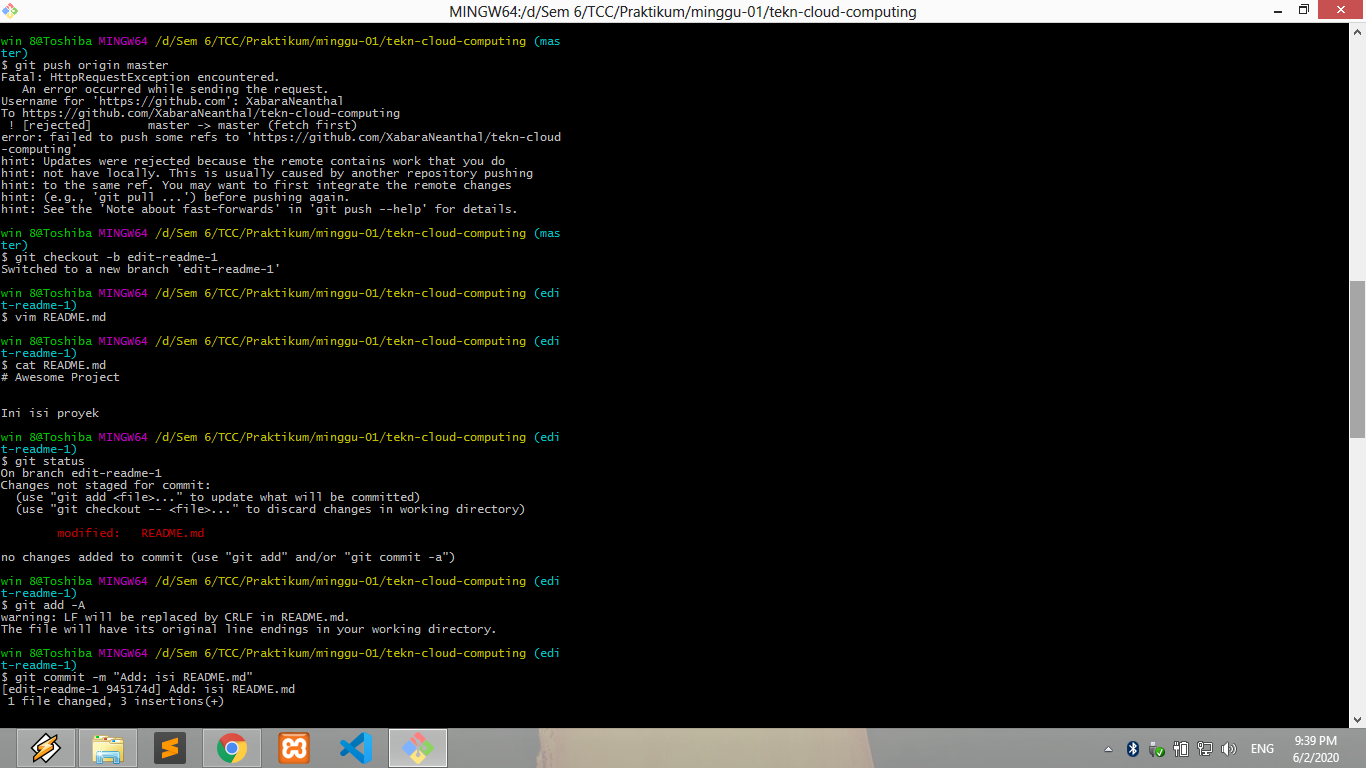 MINGW64:/d/Sem 6/TCC/Praktikum/minggu-01/tekn-cloud-computing
win 8@Toshiba MINGW64 /d/Sem 6/TCC/Praktikum/minggu-01/tekn-cloud-computing (mas
ter)
$ git push origin master
Fatal: HttpRequestException encountered.
   An error occurred while sending the request.
Username for 'https://github.com': XabaraNeanthal
To https://github.com/XabaraNeanthal/tekn-cloud-computing
 ! [rejected]        master -> master (fetch first)
error: failed to push some refs to 'https://github.com/XabaraNeanthal/tekn-cloud
-computing'
hint: Updates were rejected because the remote contains work that you do
hint: not have locally. This is usually caused by another repository pushing
hint: to the same ref. You may want to first integrate the remote changes
hint: (e.g., 'git pull ...') before pushing again.
hint: See the 'Note about fast-forwards' in 'git push --help' for details.
win 8@Toshiba MINGW64 /d/Sem 6/TCC/Praktikum/minggu-01/tekn-cloud-computing (mas
ter)
$ git checkout -b edit-readme-1
Switched to a new branch 'edit-readme-1'
win 8@Toshiba MINGW64 /d/Sem 6/TCC/Praktikum/minggu-01/tekn-cloud-computing (edi
t-readme-1)
$ vim README.md
win 8@Toshiba MINGW64 /d/Sem 6/TCC/Praktikum/minggu-01/tekn-cloud-computing (edi
t-readme-1)
$ cat README.md
# Awesome Project
Ini isi proyek
win 8@Toshiba MINGW64 /d/Sem 6/TCC/Praktikum/minggu-01/tekn-cloud-computing (edi
t-readme-1)
$ git status
On branch edit-readme-1
Changes not staged for commit:
  (use "git add <file>..." to update what will be committed)
  (use "git checkout -- <file>..." to discard changes in working directory)
        modified:   README.md
no changes added to commit (use "git add" and/or "git commit -a")
win 8@Toshiba MINGW64 /d/Sem 6/TCC/Praktikum/minggu-01/tekn-cloud-computing (edi
t-readme-1)
$ git add -A
warning: LF will be replaced by CRLF in README.md.
The file will have its original line endings in your working directory.
win 8@Toshiba MINGW64 /d/Sem 6/TCC/Praktikum/minggu-01/tekn-cloud-computing (edi
t-readme-1)
$ git commit -m "Add: isi README.md"
[edit-readme-1 945174d] Add: isi README.md
 1 file changed, 3 insertions(+)
ENG
9:39 PM
6/2/2020